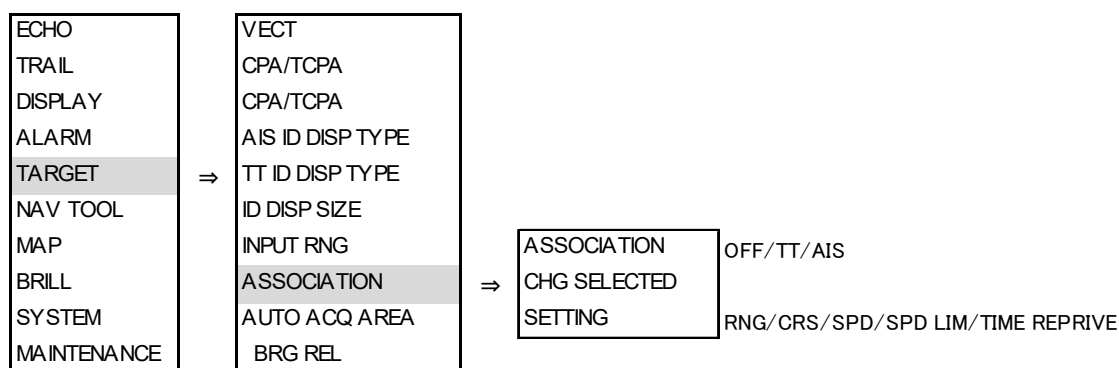 ECHO
TRAIL
DISPLAY
ALARM
TARGET
NAV TOOL
MAP
BRILL
SYSTEM
MAINTENANCE
⇒
VECT
CPA/TCPA
CPA/TCPA
AIS ID DISP TYPE
TT ID DISP TYPE
ID DISP SIZE
INPUT RNG
ASSOCIATION
AUTO ACQ AREA
BRG REL
⇒
ASSOCIATION OFF/TT/AIS
CHG SELECTED
SETTING RNG/CRS/SPD/SPD LIM/TIME REPRIVE